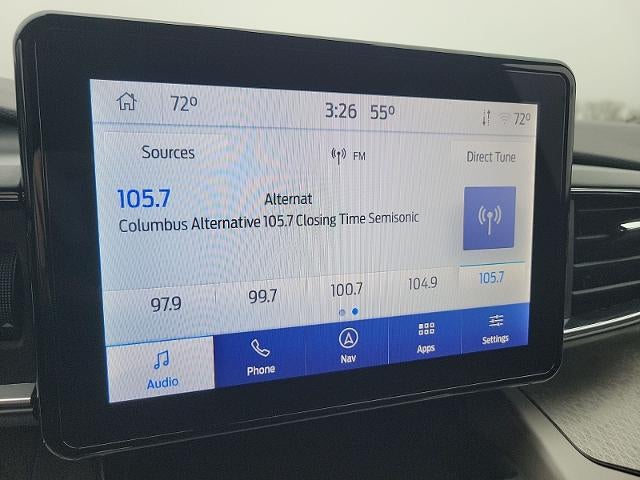 72° 3:26 55° 72°
Sources FM Direct Tune
105.7 Alternat
Columbus Alternative 105.7 Closing Time Semisonic
97.9 99.7 100.7 104.9 105.7
Audio Phone Nav Apps Settings